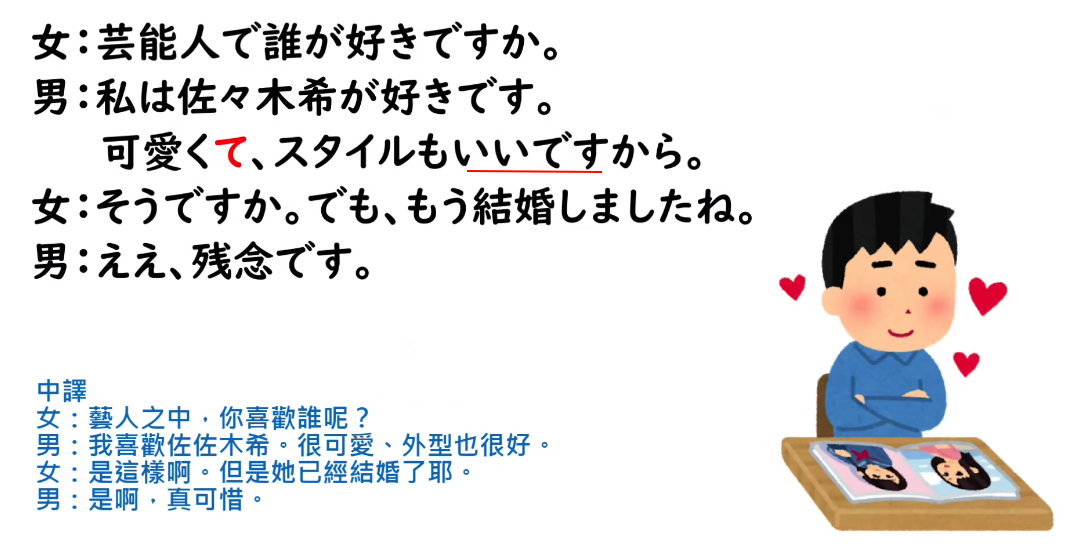 女：芸能人で誰が好きですか。
男：私は佐々木希が好きです。
可愛くて、スタイルもいいですから。
女：そうですか。でも、もう結婚しましたね。
男：ええ、残念です。
中譯
女：藝人之中，你喜歡誰呢？
男：我喜歡佐佐木希。很可愛、外型也很好。
女：是這樣啊。但是她已經結婚了耶。
男：是啊，真可惜。